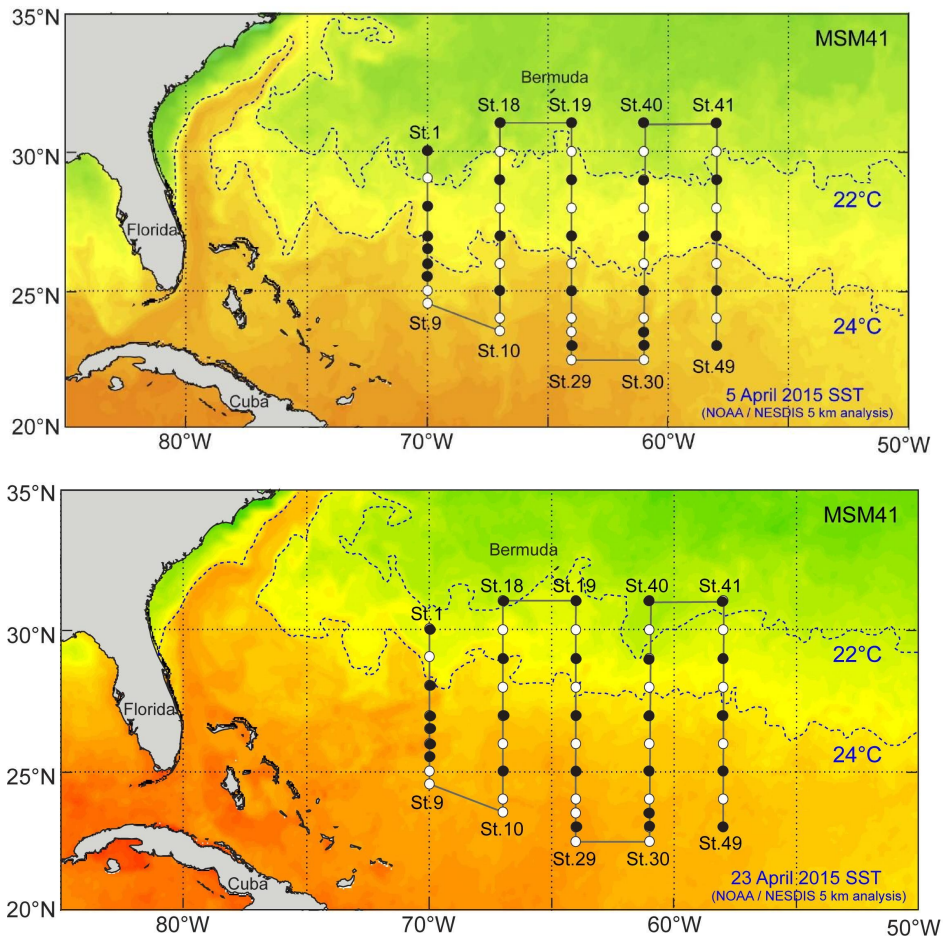 35°N
MSM41
Bermuda
St.18 St.19 St.40 St.41
St.1
30°N
22°C
Florida
25°N
24°C
St.9
St.10
St.29 St.30 St.49
5 April 2015 SST
Cuba
(NOAA / NESDIS 5 km analysis)
20°N
80°W 70°W 60°W 50°W
35°N
MSM41
Bermuda
St.18 St.19 St.40 St.41
St.1
30°N
22°C
Florida
24°C
25°N
St.9
St.10
St.29 St.30 St.49
23 April 2015 SST
Cuba
(NOAA / NESDIS 5 km analysis)
20°N
80°W 70°W 60°W 50°W